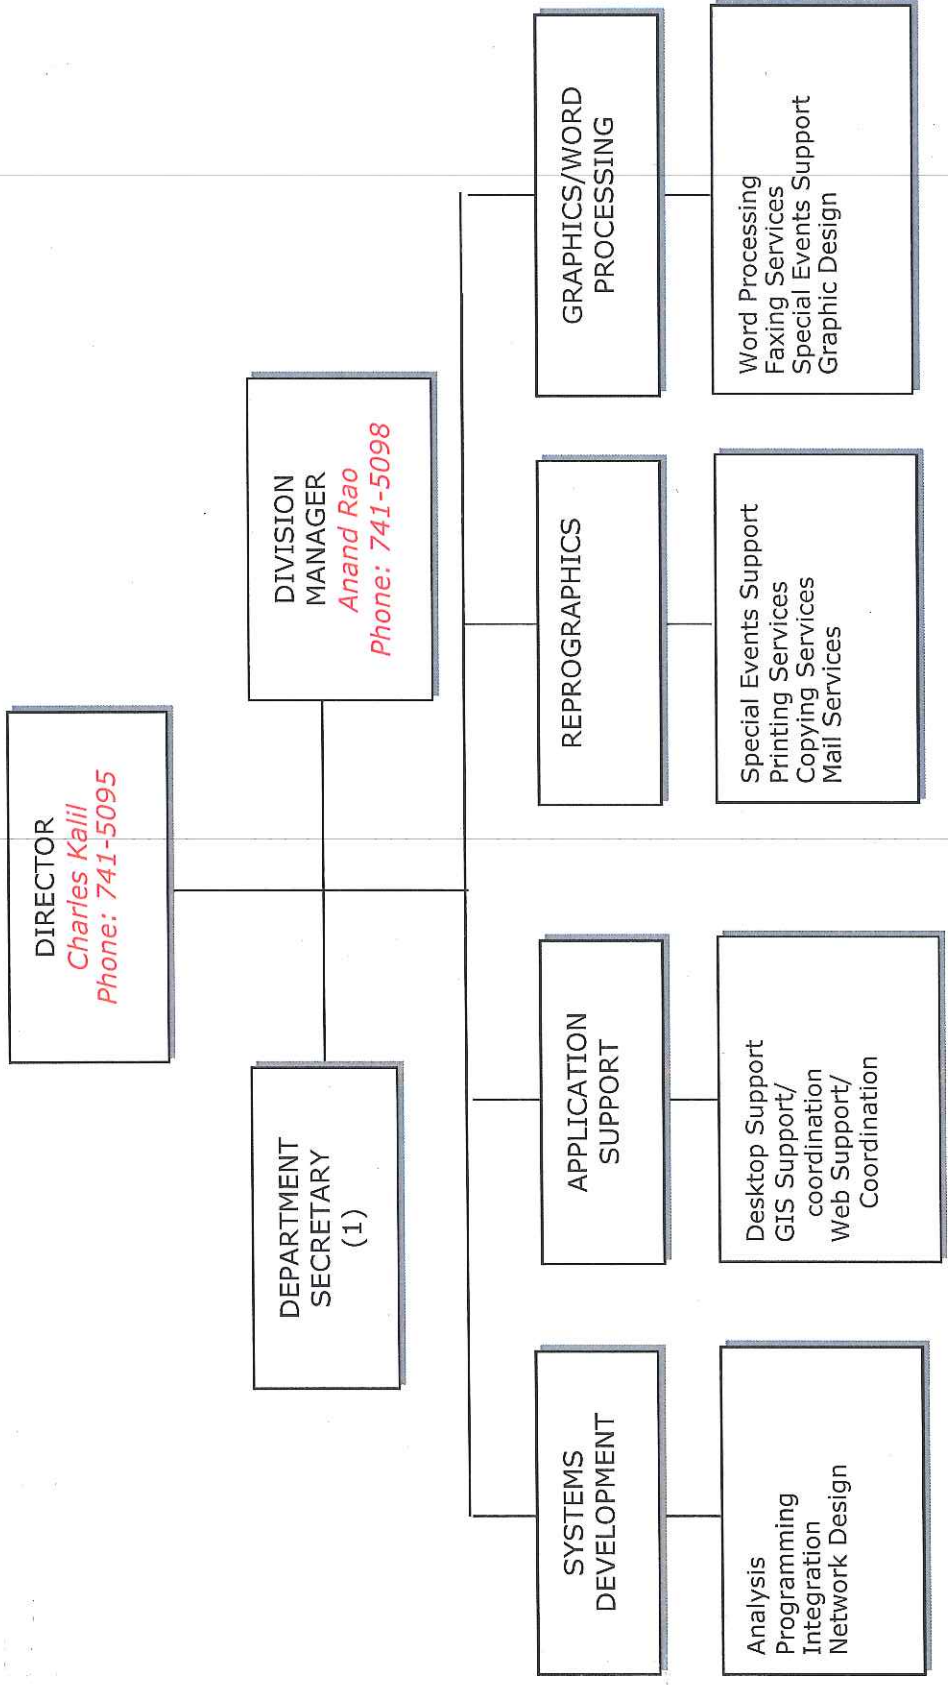 DIRECTOR
Charles Kalil
Phone: 741-5095
DEPARTMENT
SECRETARY
(1)
DIVISION
MANAGER
Anand Rao
Phone: 741-5098
SYSTEMS
DEVELOPMENT
APPLICATION
SUPPORT
REPROGRAPHICS
GRAPHICS/WORD
PROCESSING
Analysis
Programming
Integration
Network Design
Desktop Support
GIS Support/
coordination
Web Support/
Coordination
Special Events Support
Printing Services
Copying Services
Mail Services
Word Processing
Faxing Services
Special Events Support
Graphic Design